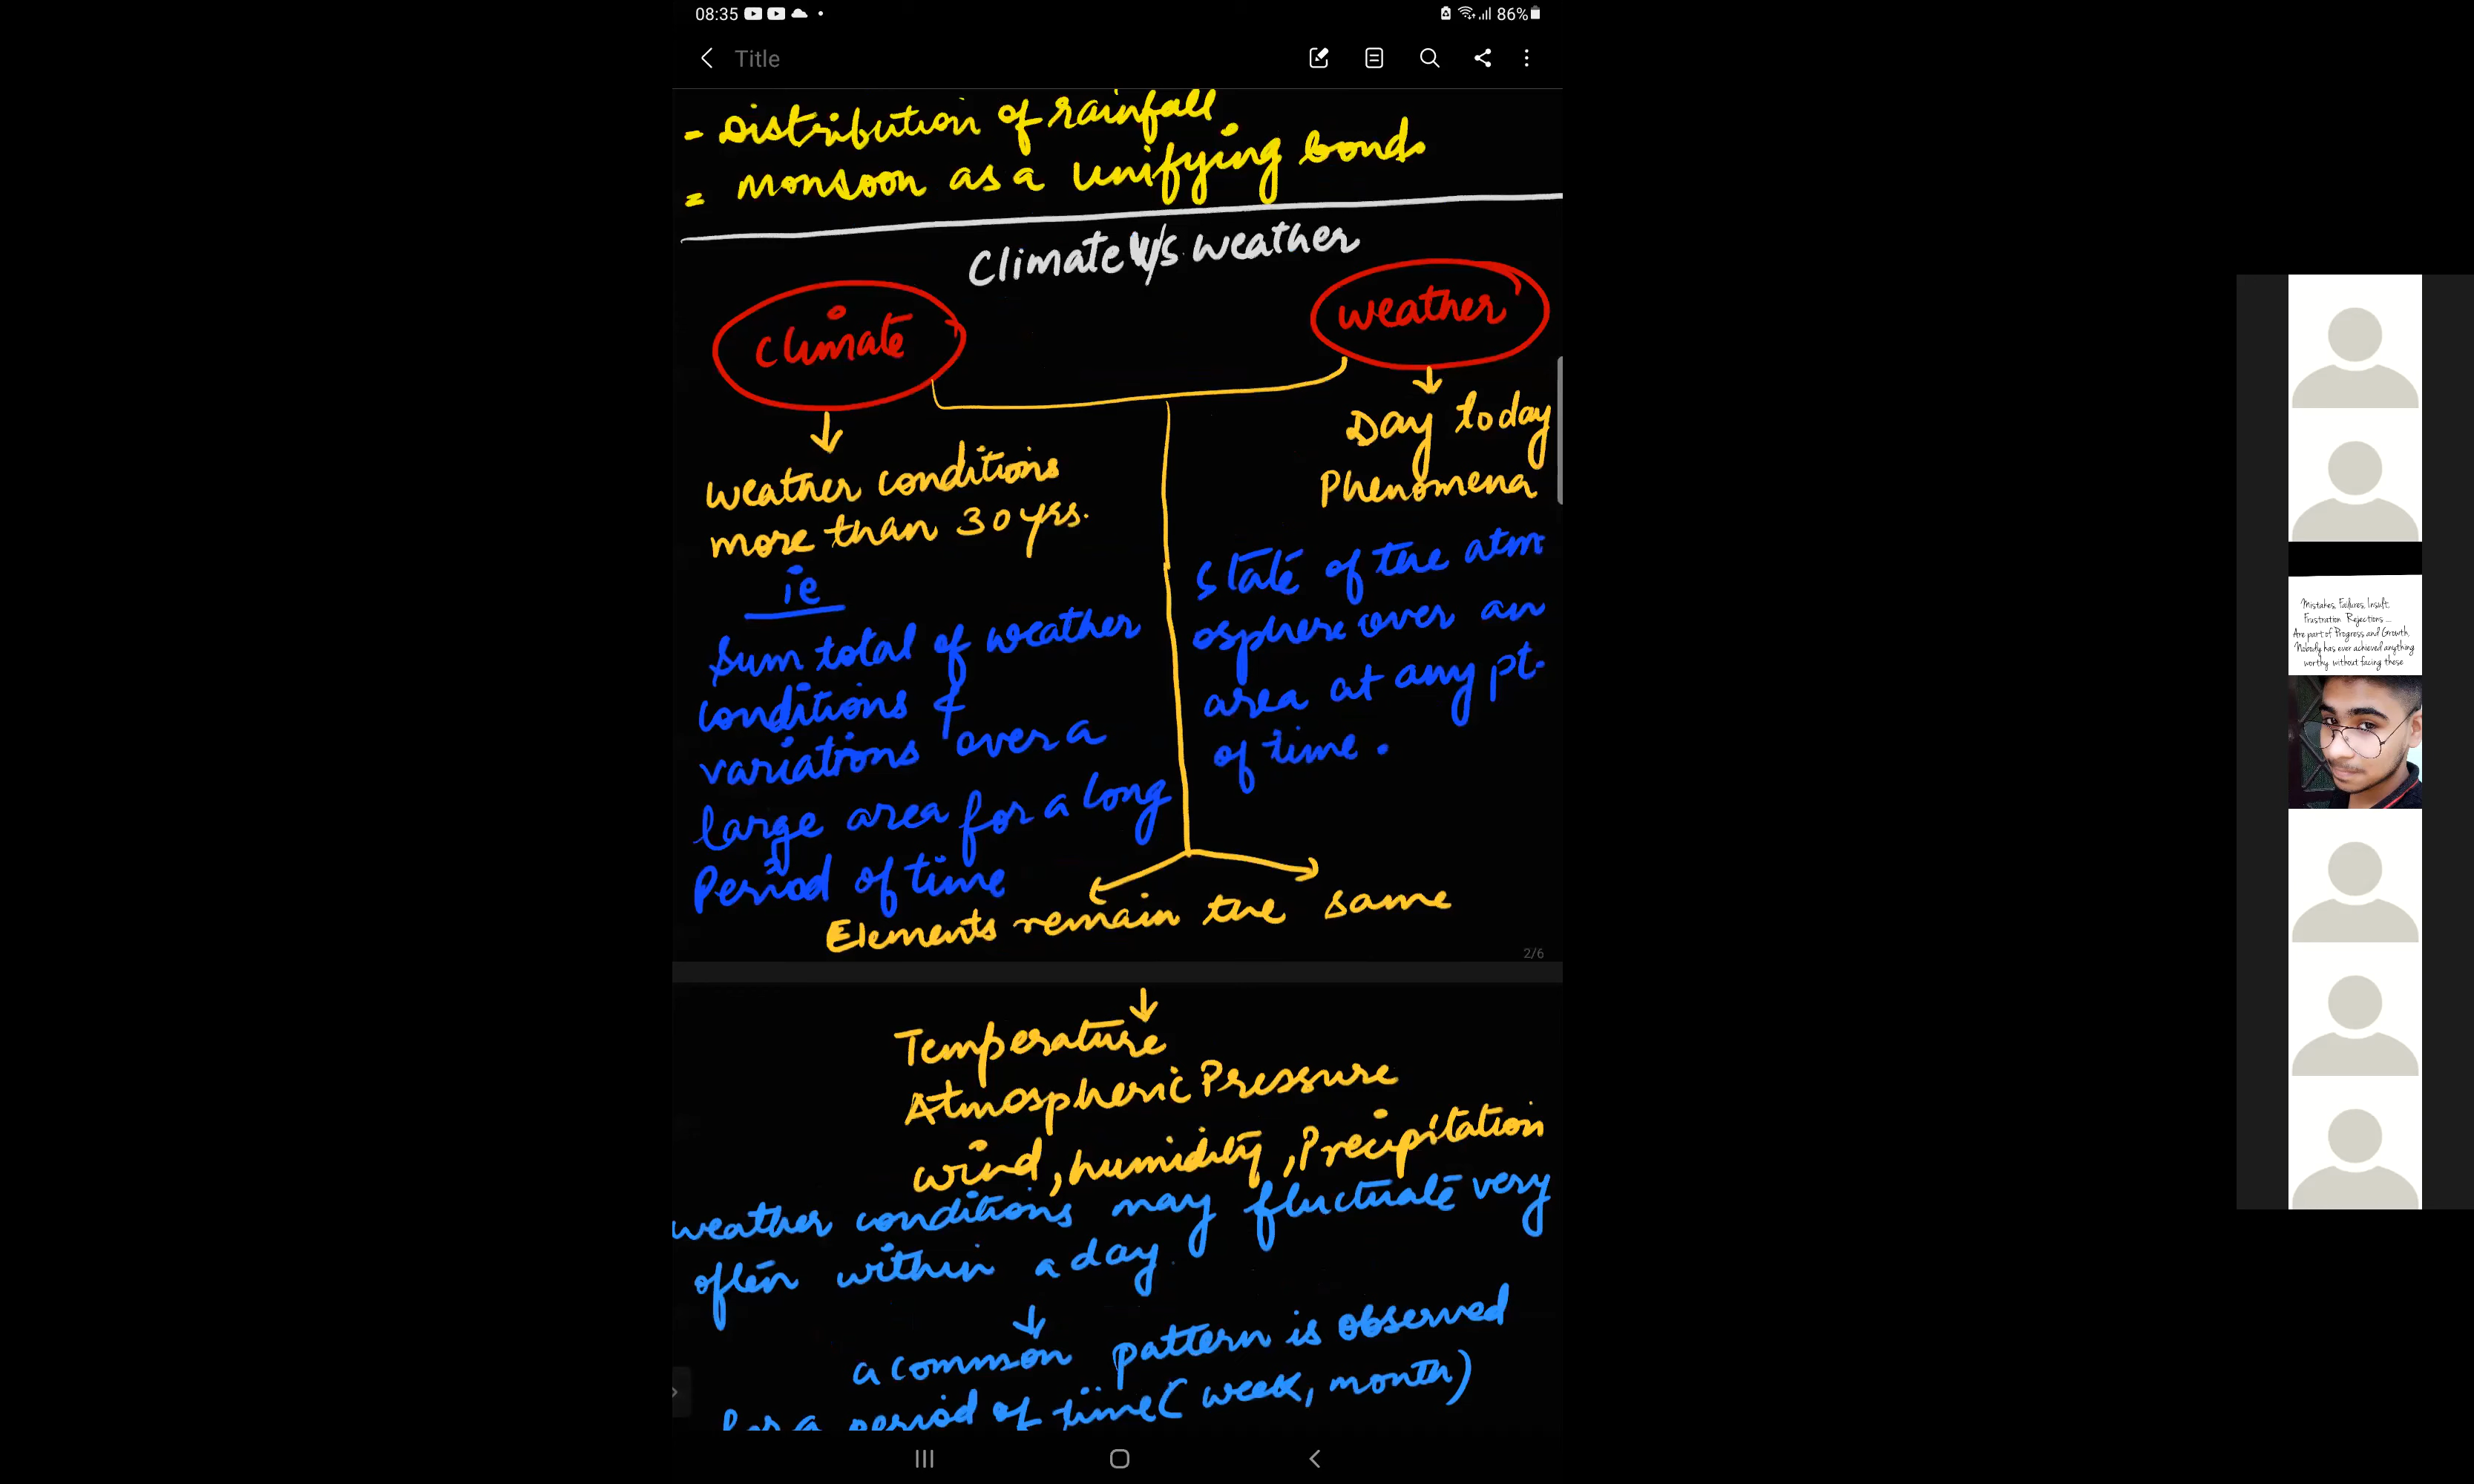 08:35
86%
Title
- Distribution of rainfall
= monsoon as a unifying bond.
Climate v/s weather
climate
weather
weather conditions
more than 30 yrs.
ie
Sum total of weather
conditions &
variations over a
large area for a long
Period of time
Day today
Phenomena
state of the atm
osphere over an
area at any pt.
of time.
Elements remain the same
2/6
Temperature
Atmospheric Pressure
wind, humidity, Precipitation
weather conditions may fluctuate very
often within a day.
a common pattern is observed
for a period of time (week, month)
Mistakes, Failures, Insult,
Frustration Rejections ...
Are part of Progress and Growth,
Nobody has ever achieved anything
worthy without facing these